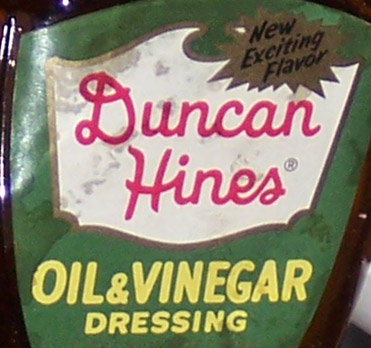 New
Exciting
Flavor
Duncan
Hines®
OIL & VINEGAR
DRESSING